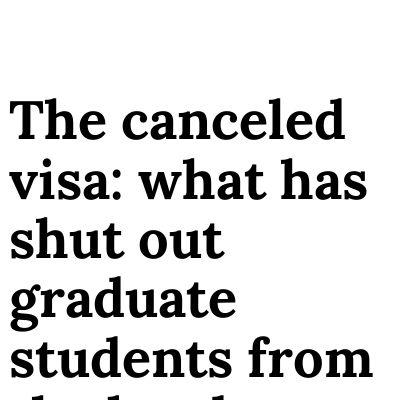 The canceled
visa: what has
shut out
graduate
students from